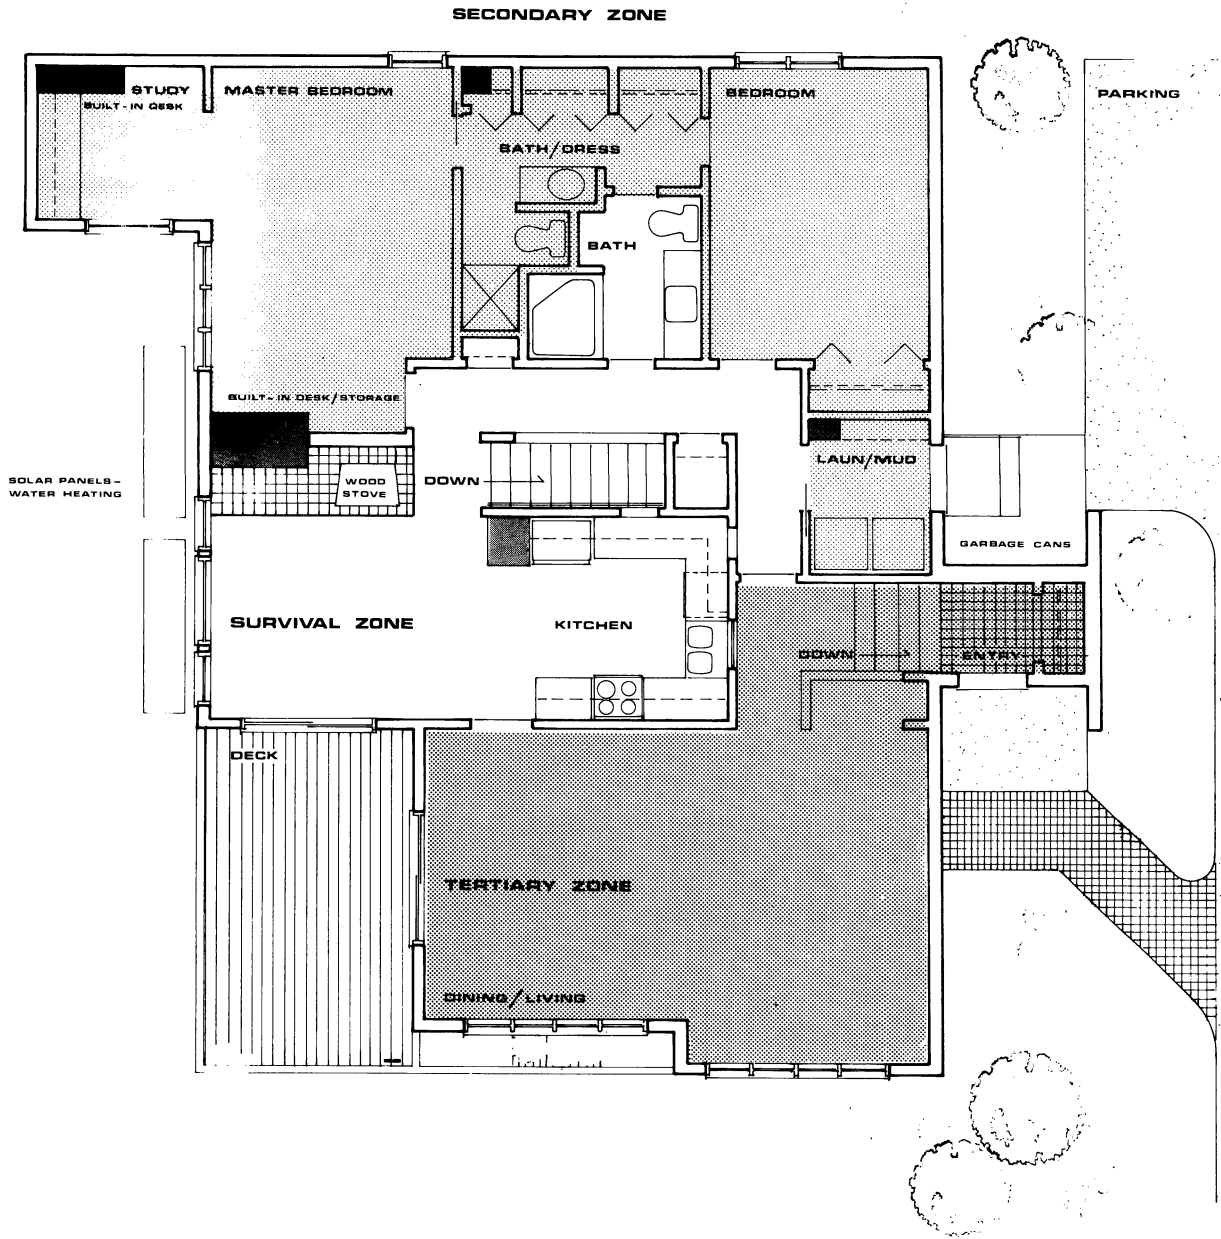 SECONDARY ZONE
STUDY
BUILT-IN DESK
MASTER BEDROOM
BEDROOM
PARKING
BATH/DRESS
BATH
BUILT-IN DESK/STORAGE
LAUN/MUD
SOLAR PANELS-
WATER HEATING
WOOD
STOVE
DOWN
GARBAGE CANS
SURVIVAL ZONE
KITCHEN
DOWN
ENTRY
DECK
TERTIARY ZONE
DINING/LIVING